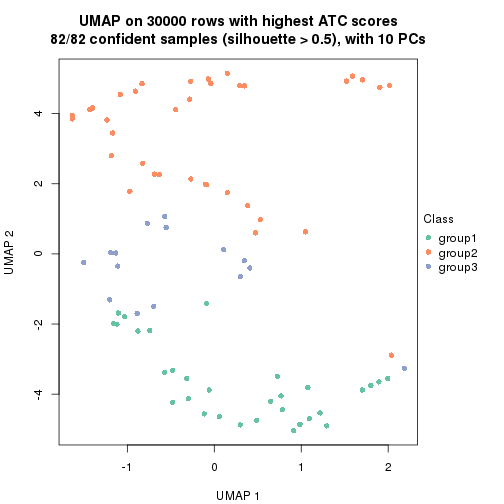 UMAP on 30000 rows with highest ATC scores
82/82 confident samples (silhouette > 0.5), with 10 PCs
UMAP 2
4
2
0
-2
-4
-1
0
1
2
UMAP 1
Class
group1
group2
group3